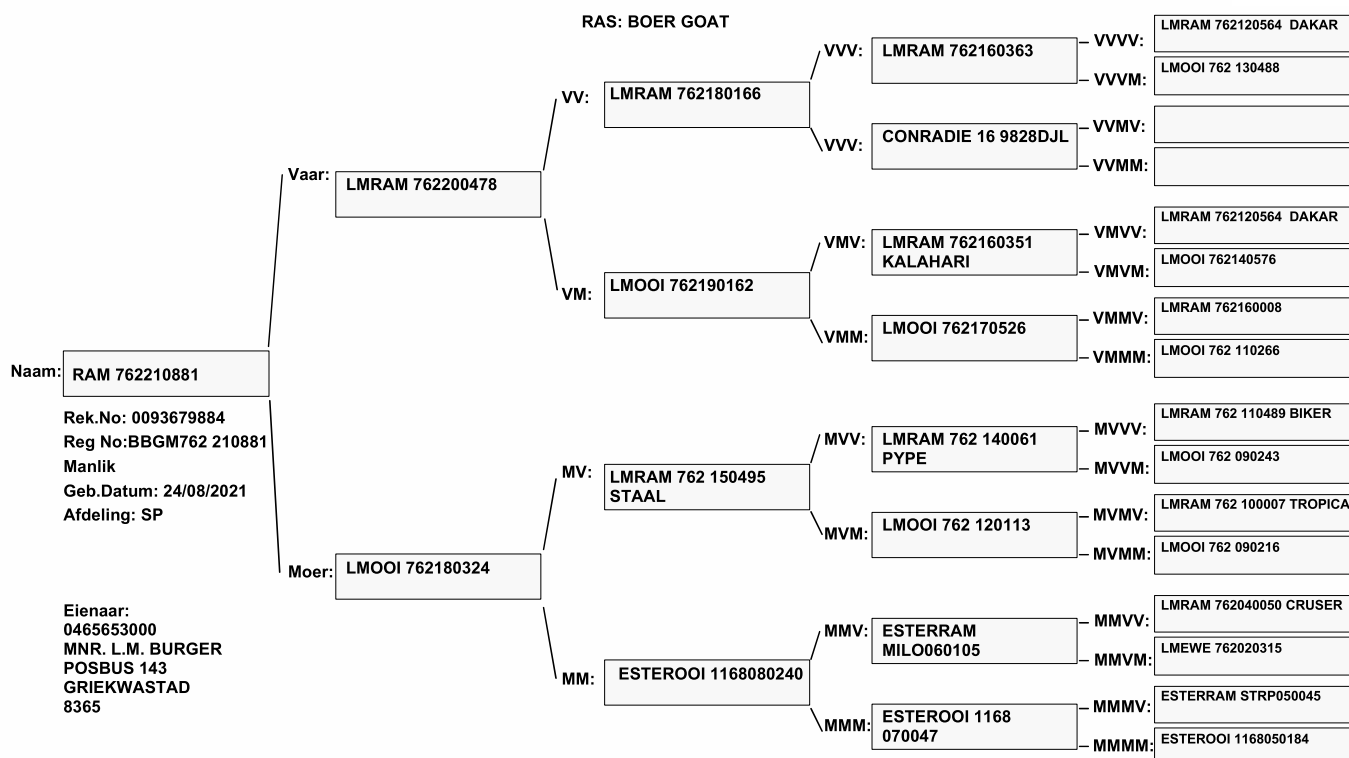 RAS: BOER GOAT
Naam: RAM 762210881
Rek.No: 0093679884
Reg No:BBGM762 210881
Manlik
Geb.Datum: 24/08/2021
Afdeling: SP
Eienaar:
0465653000
MNR. L.M. BURGER
POSBUS 143
GRIEKWASTAD
8365
Vaar: LMRAM 762200478
Moer: LMOOI 762180324
VV: LMRAM 762180166
VM: LMOOI 762190162
MV: LMRAM 762 150495
STAAL
MM: ESTEROOI 1168080240
VVV: LMRAM 762160363
VVV: CONRADIE 16 9828DJL
VMV: LMRAM 762160351
KALAHARI
VMM: LMOOI 762170526
MVV: LMRAM 762 140061
PYPE
MVM: LMOOI 762 120113
MMV: ESTERRAM
MILO060105
MMM: ESTEROOI 1168
070047
VVVV: LMRAM 762120564 DAKAR
VVVM: LMOOI 762 130488
VVMV:
VVMM:
VMVV: LMRAM 762120564 DAKAR
VMVM: LMOOI 762140576
VMMV: LMRAM 762160008
VMMM: LMOOI 762 110266
MVVV: LMRAM 762 110489 BIKER
MVVM: LMOOI 762 090243
MVMV: LMRAM 762 100007 TROPICA
MVMM: LMOOI 762 090216
MMVV: LMRAM 762040050 CRUSER
MMVM: LMEWE 762020315
MMMV: ESTERRAM STRP050045
MMMM: ESTEROOI 1168050184